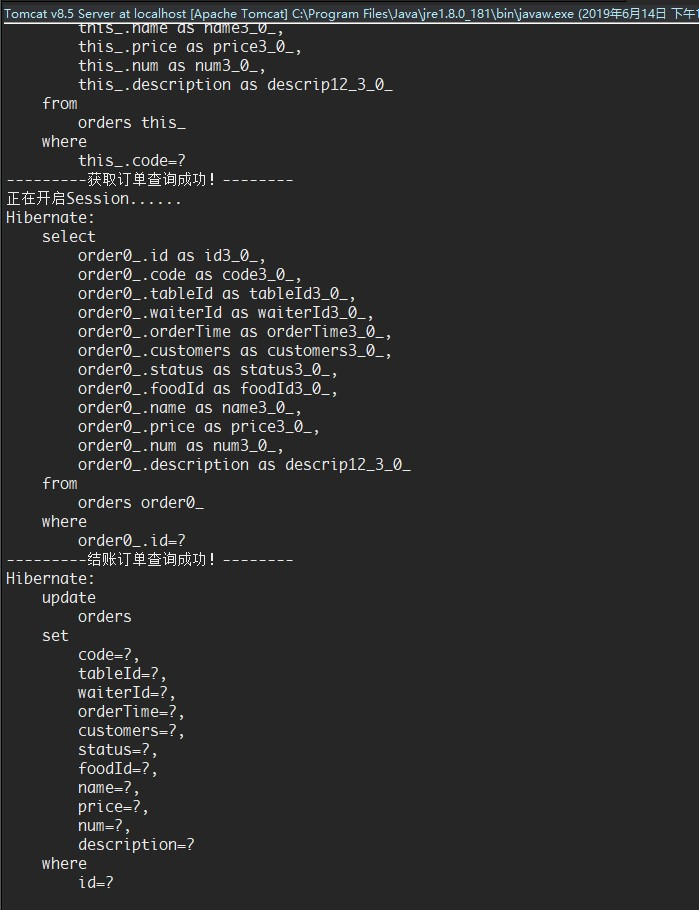 Tomcat v8.5 Server at localhost [Apache Tomcat] C:\Program Files\Java\jre1.8.0_181\bin\javaw.exe (2019年6月14日 下午1
this_.name as name3_0_,
this_.price as price3_0_,
this_.num as num3_0_,
this_.description as descrip12_3_0_
from
orders this_
where
this_.code=?
---------获取订单查询成功！--------
正在开启Session......
Hibernate:
select
order0_.id as id3_0_,
order0_.code as code3_0_,
order0_.tableId as tableId3_0_,
order0_.waiterId as waiterId3_0_,
order0_.orderTime as orderTime3_0_,
order0_.customers as customers3_0_,
order0_.status as status3_0_,
order0_.foodId as foodId3_0_,
order0_.name as name3_0_,
order0_.price as price3_0_,
order0_.num as num3_0_,
order0_.description as descrip12_3_0_
from
orders order0_
where
order0_.id=?
---------结账订单查询成功！--------
Hibernate:
update
orders
set
code=?,
tableId=?,
waiterId=?,
orderTime=?,
customers=?,
status=?,
foodId=?,
name=?,
price=?,
num=?,
description=?
where
id=?